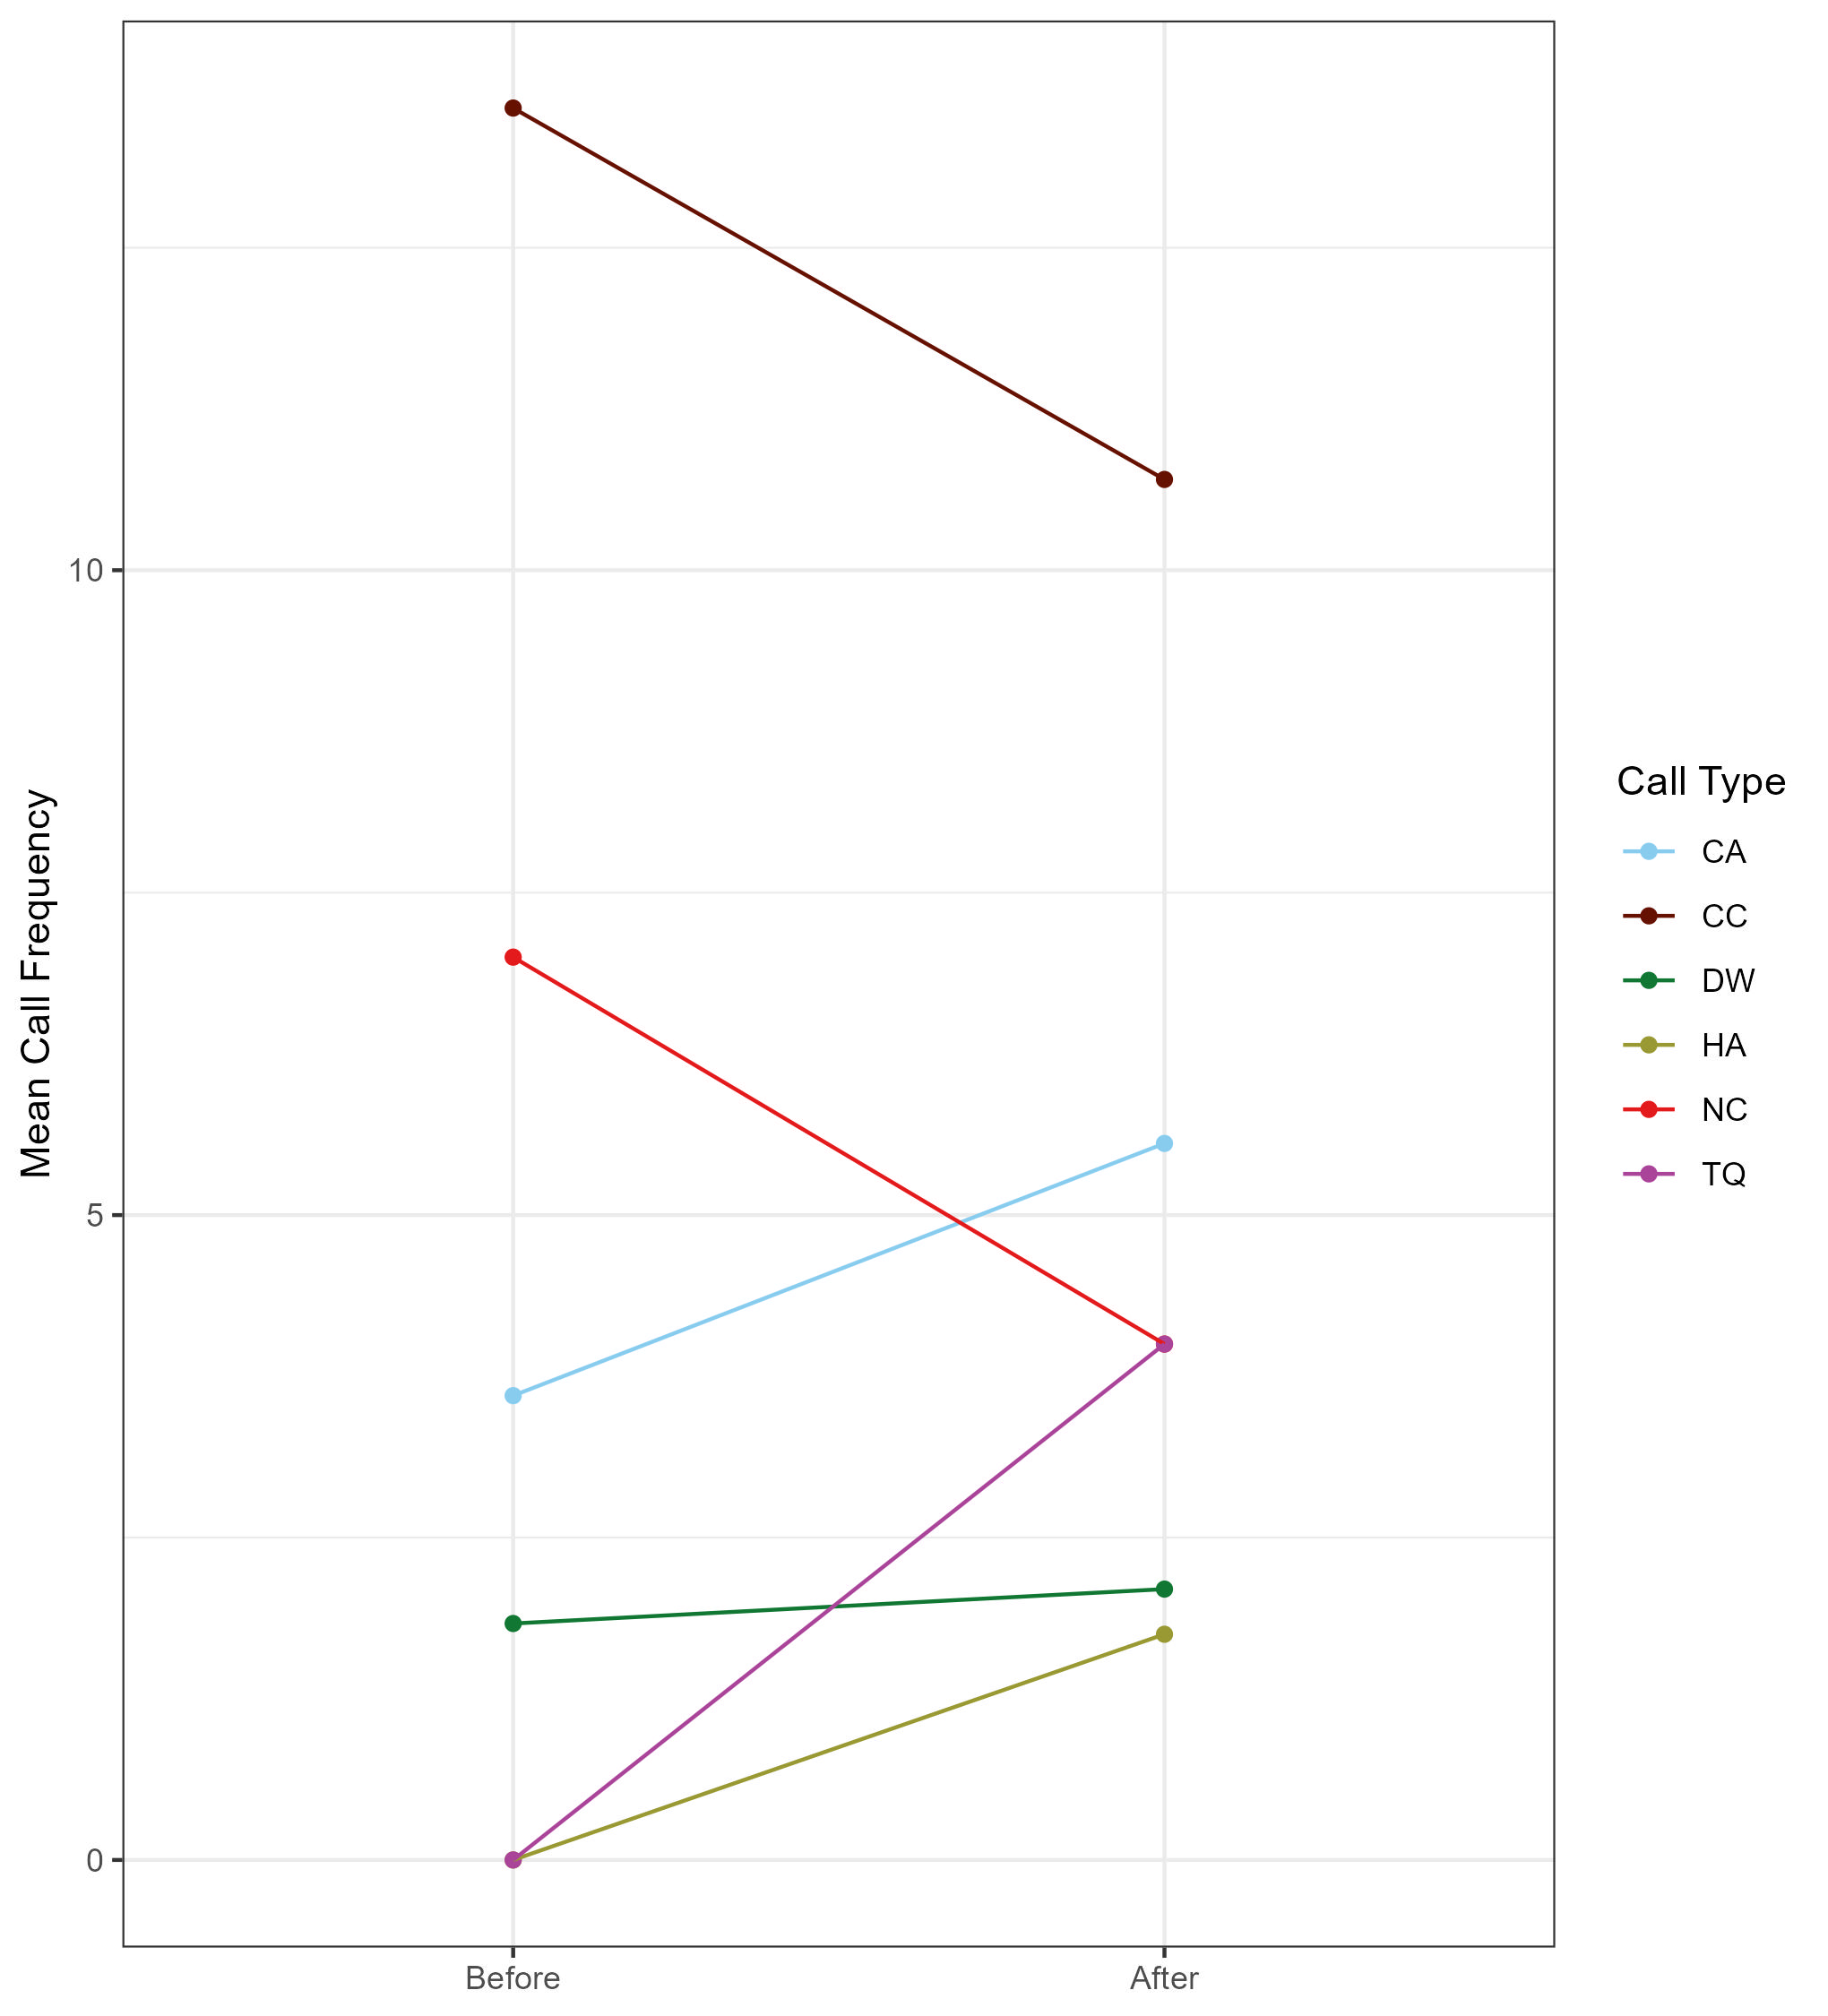 Mean Call Frequency
10
5
0
Before
After
Call Type
CA
CC
DW
HA
NC
TQ